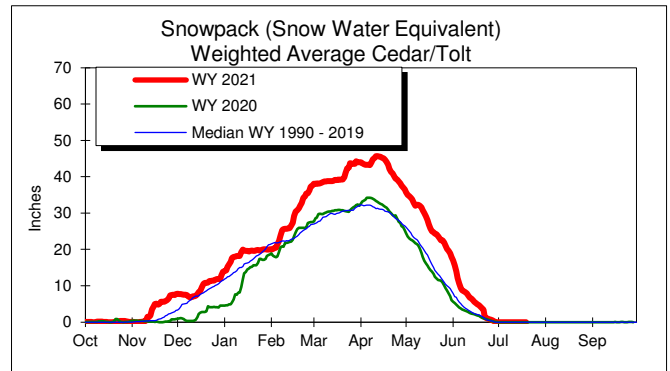 Snowpack (Snow Water Equivalent)
Weighted Average Cedar/Tolt
70
60
50
40
30
20
10
0
Inches
WY 2021
WY 2020
Median WY 1990 - 2019
Oct Nov Dec Jan Feb Mar Apr May Jun Jul Aug Sep